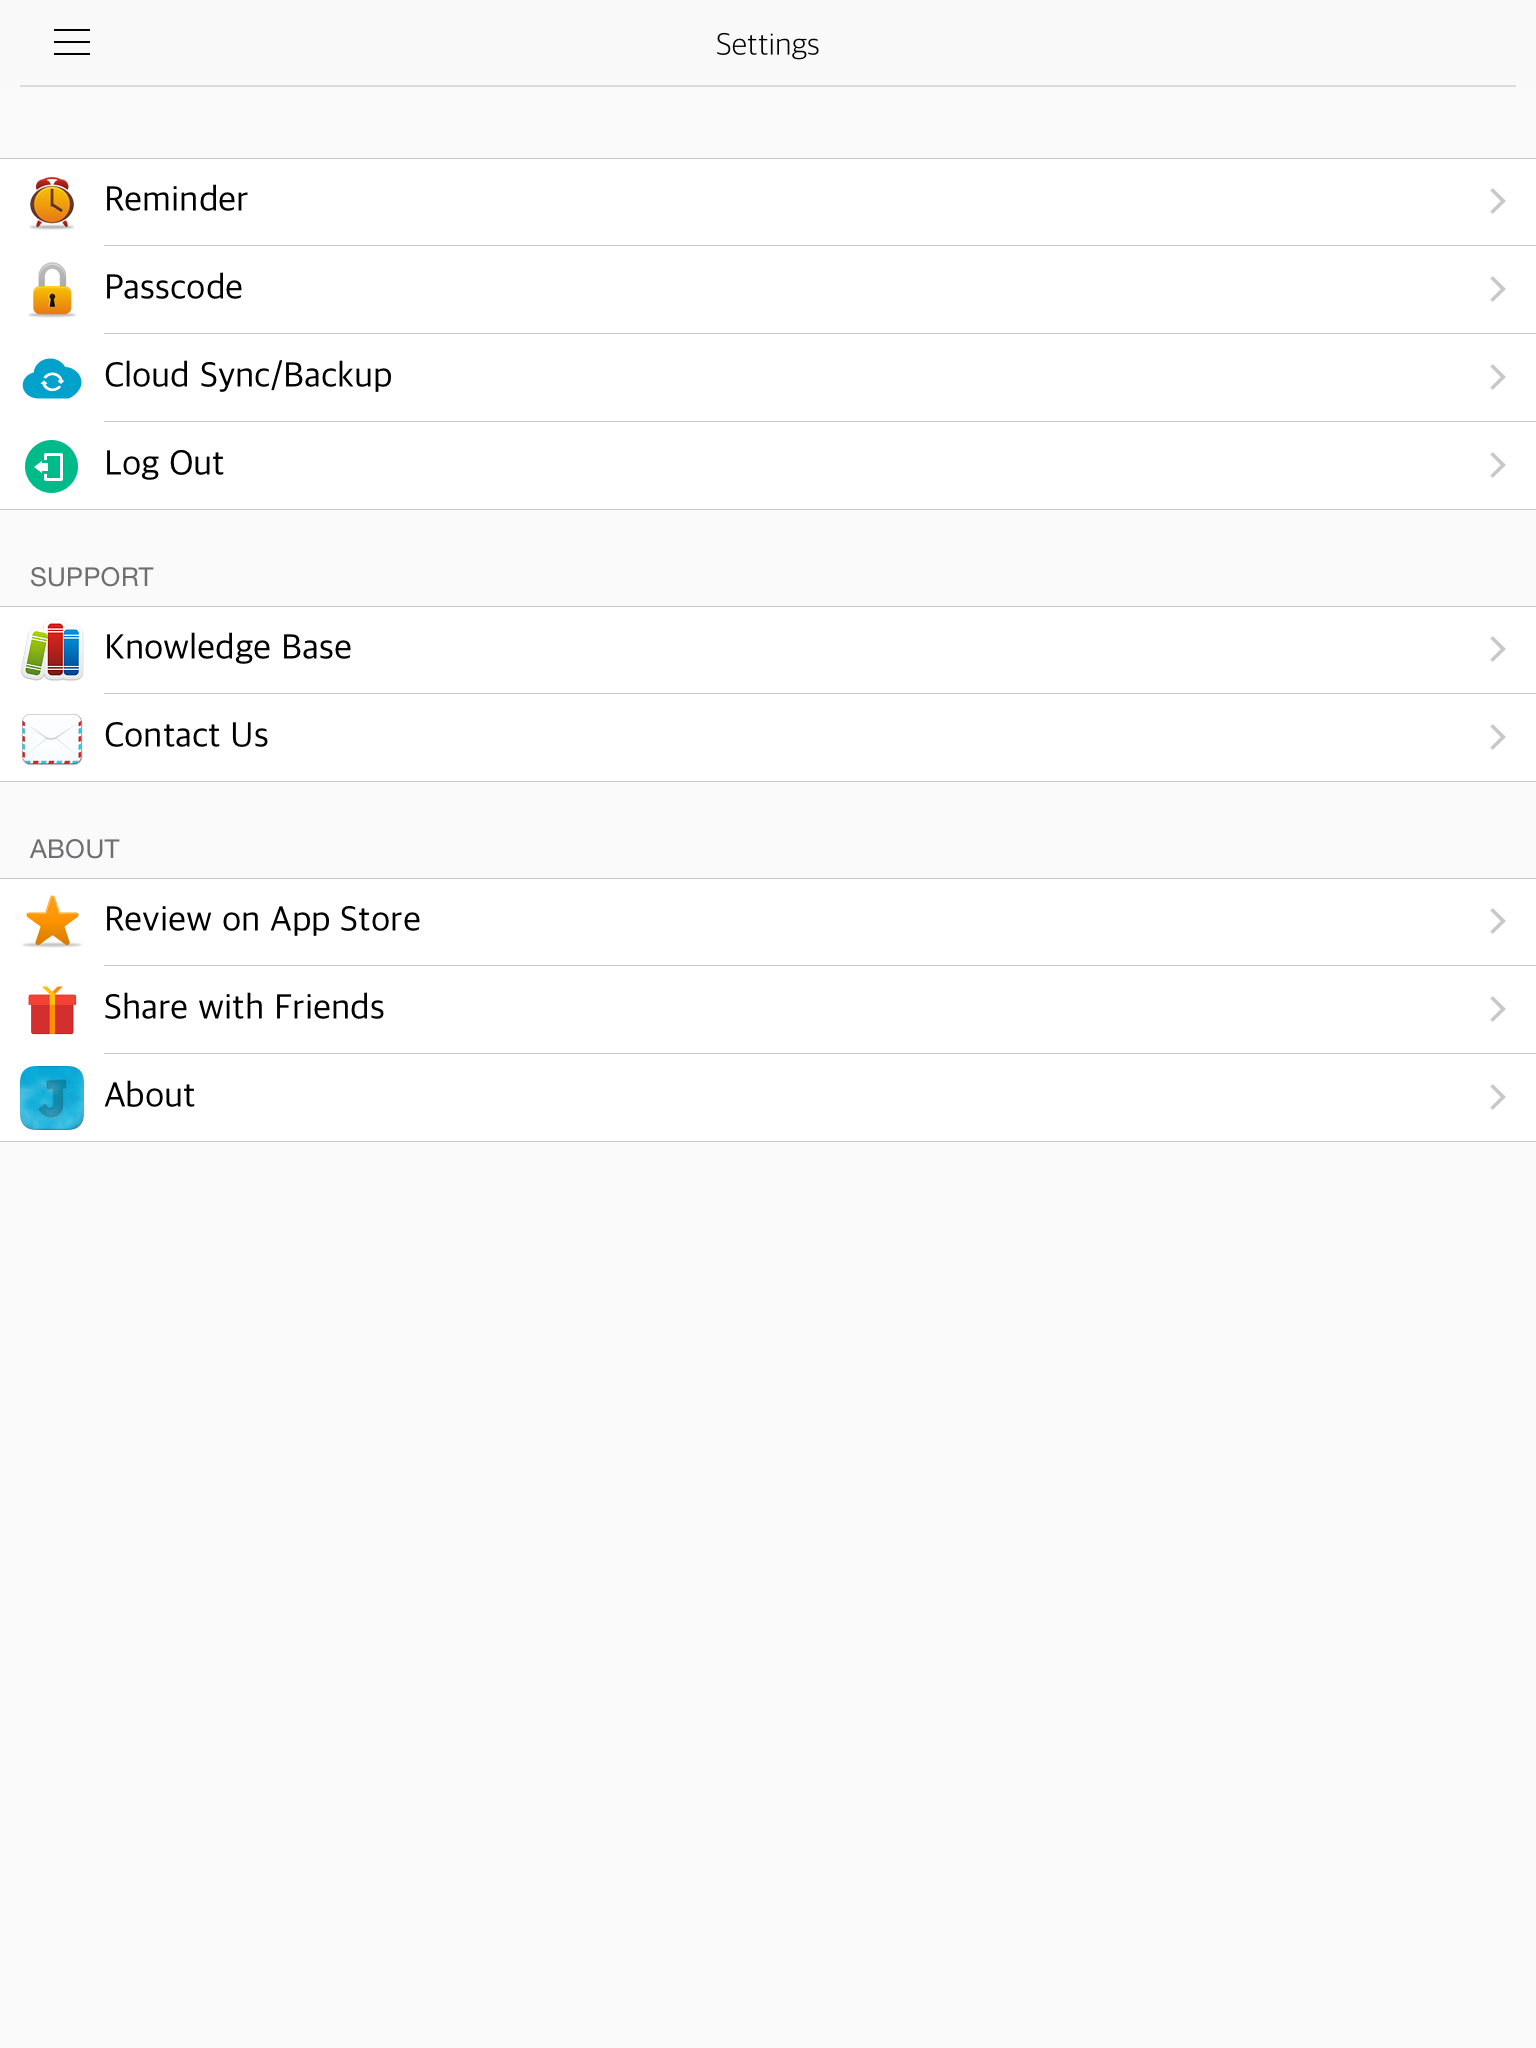 Settings
Reminder
Passcode
Cloud Sync/Backup
Log Out
SUPPORT
Knowledge Base
Contact Us
ABOUT
Review on App Store
Share with Friends
J
About